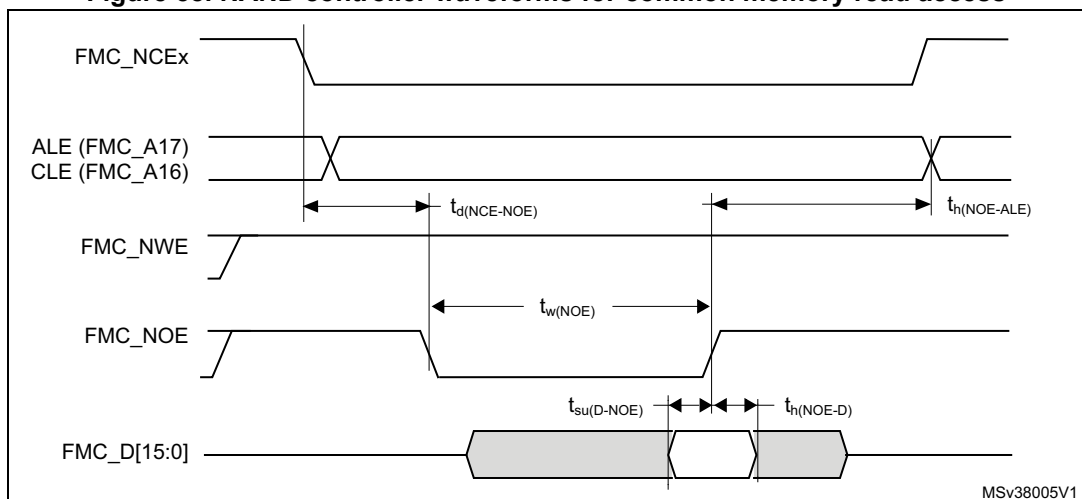 FMC_NCEx
ALE (FMC_A17)
CLE (FMC_A16)
td(NCE-NOE)
th(NOE-ALE)
FMC_NWE
tw(NOE)
FMC_NOE
tsu(D-NOE)
th(NOE-D)
FMC_D[15:0]
MSv38005V1